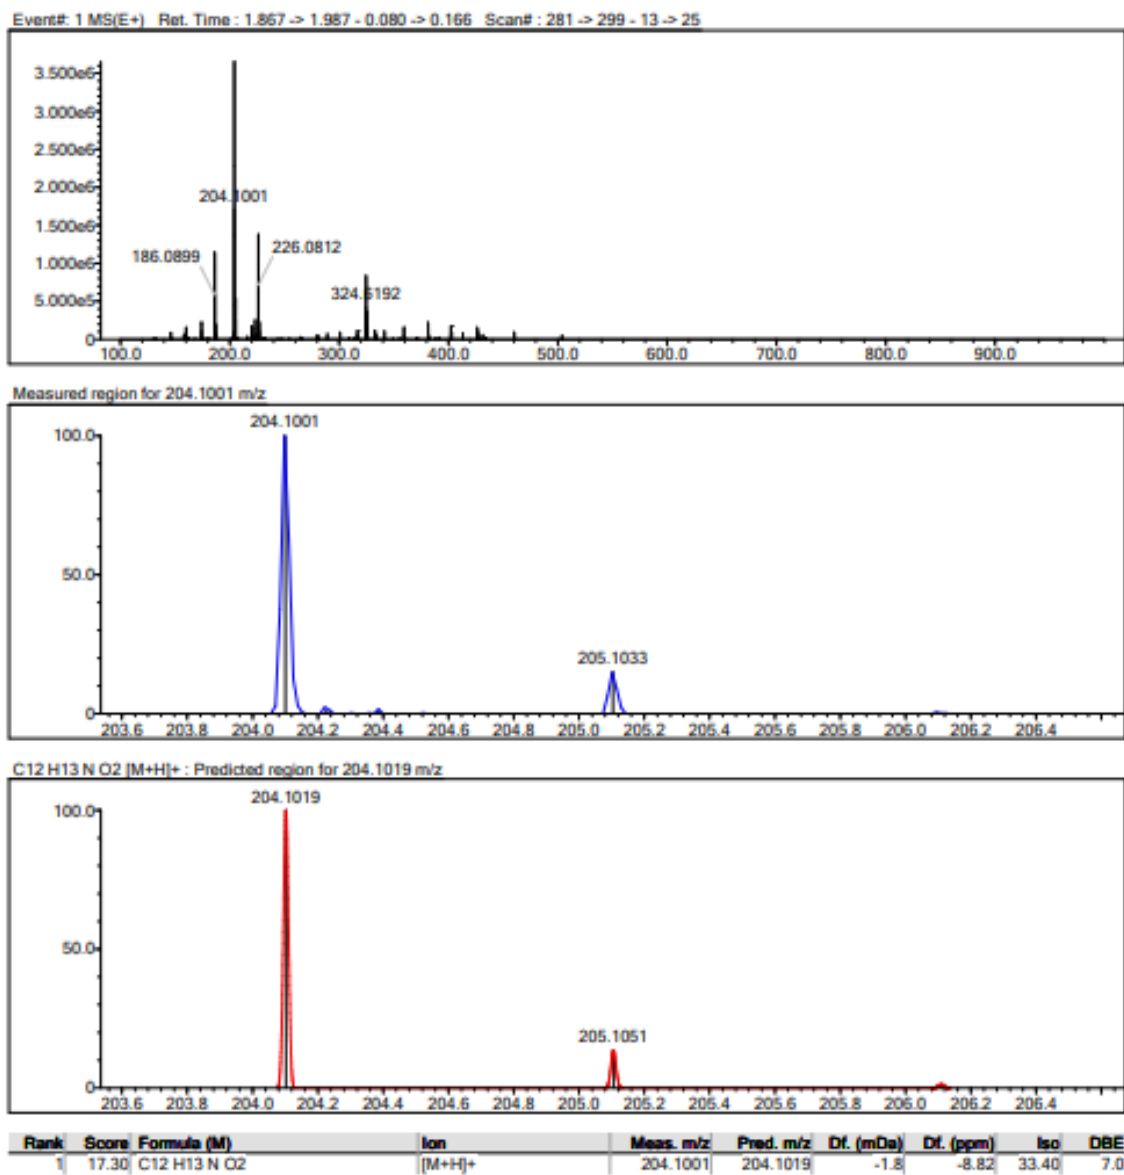 Event#: 1 MS(E+) Ret. Time : 1.867 -> 1.987 - 0.080 -> 0.166 Scan# : 281 -> 299 - 13 -> 25
3.500e6
3.000e6
2.500e6
2.000e6
204.1001
1.500e6
186.0899 226.0812
1.000e6
324.6192
5.000e5
0
100.0 200.0 300.0 400.0 500.0 600.0 700.0 800.0 900.0
Measured region for 204.1001 m/z
204.1001
100.0
50.0
205.1033
0
203.6 203.8 204.0 204.2 204.4 204.6 204.8 205.0 205.2 205.4 205.6 205.8 206.0 206.2 206.4
C12 H13 N O2 [M+H]+ : Predicted region for 204.1019 m/z
204.1019
100.0
50.0
205.1051
0
203.6 203.8 204.0 204.2 204.4 204.6 204.8 205.0 205.2 205.4 205.6 205.8 206.0 206.2 206.4
Rank Score Formula (M) Ion Meas. m/z Pred. m/z Df. (mDa) Df. (ppm) Iso DBE
1 17.30 C12 H13 N O2 [M+H]+ 204.1001 204.1019 -1.8 -8.82 33.40 7.0